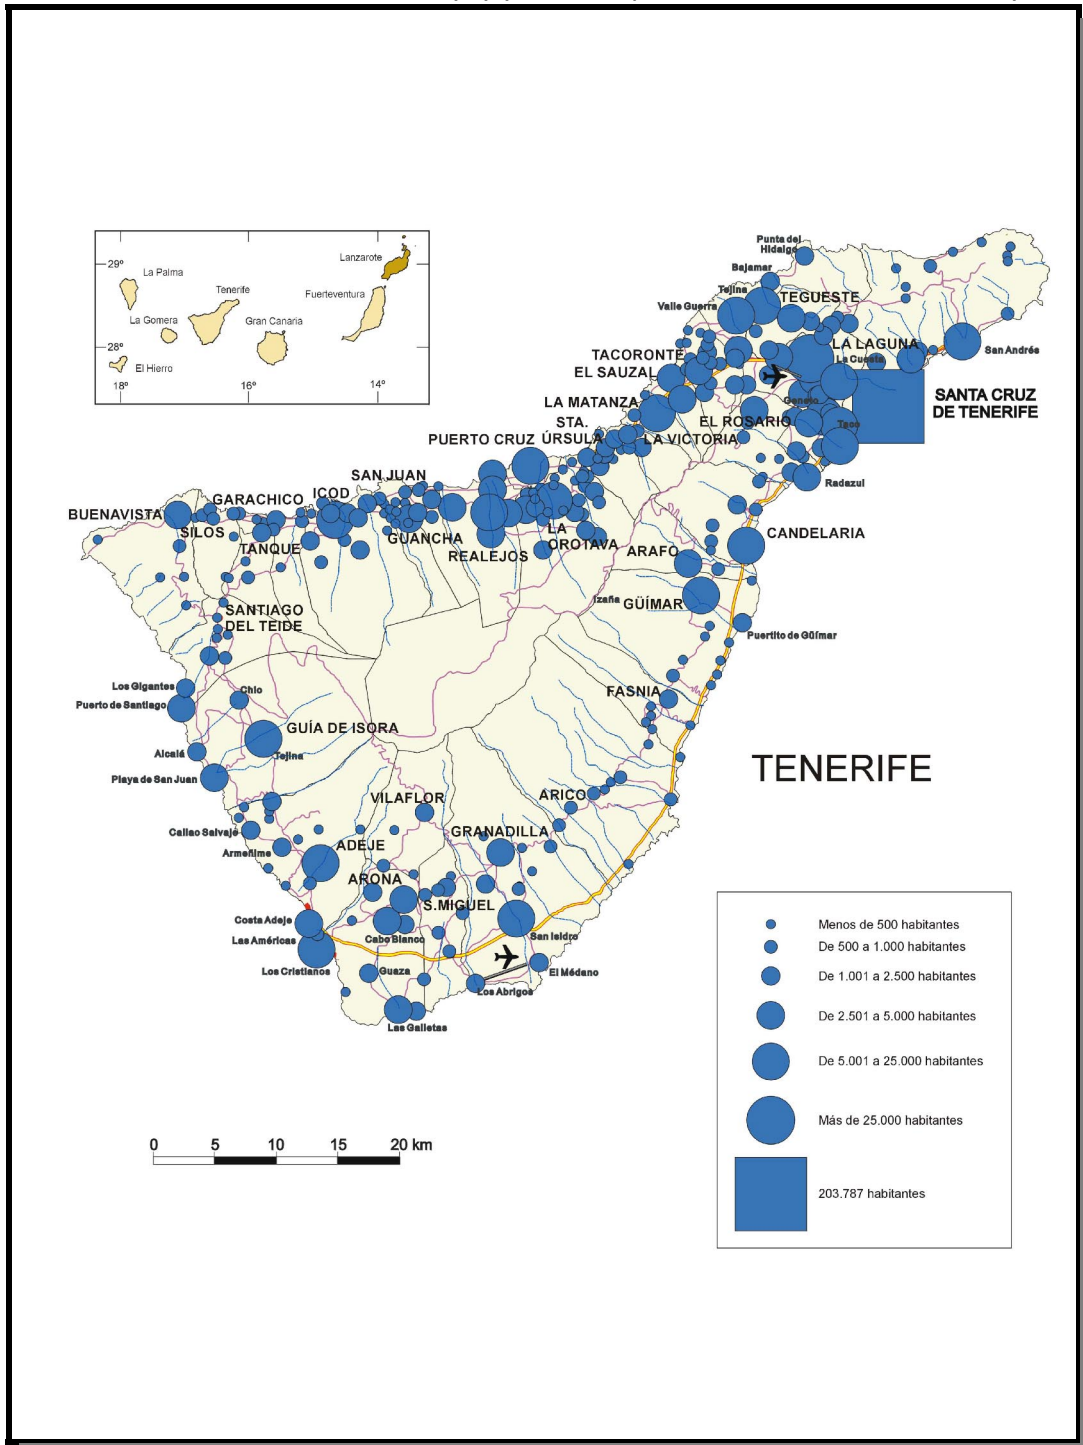 Lanzarote
29º
La Palma
Tenerife
Fuerteventura
La Gomera
Gran Canaria
28º
El Hierro
18º
16º
14º
Punta del
Hidalgo
Bajamar
Tejina
TEGUESTE
Valle Guerra
LA LAGUNA
San Andrés
La Cuesta
TACORONTE
EL SAUZAL
SANTA CRUZ
DE TENERIFE
Geneto
LA MATANZA
STA.
ÚRSULA
EL ROSARIO
Taco
PUERTO CRUZ
LA VICTORIA
SAN JUAN
Radazul
GARACHICO
ICOD
BUENAVISTA
SILOS
LA
OROTAVA
CANDELARIA
GUANCHA
TANQUE
REALEJOS
ARAFO
Izaña
GÜÍMAR
SANTIAGO
DEL TEIDE
Puertito de Güímar
Los Gigantes
Chío
FASNIA
Puerto de Santiago
GUÍA DE ISORA
Alcalá
Tejina
TENERIFE
Playa de San Juan
VILAFLOR
ARICO
Callao Salvaje
GRANADILLA
ADEJE
Armeñime
ARONA
S.MIGUEL
Costa Adeje
Las Américas
Cabo Blanco
San Isidro
Los Cristianos
Guaza
El Médano
Los Abrigos
Las Galletas
Menos de 500 habitantes
De 500 a 1.000 habitantes
De 1.001 a 2.500 habitantes
De 2.501 a 5.000 habitantes
De 5.001 a 25.000 habitantes
Más de 25.000 habitantes
203.787 habitantes
0 5 10 15 20 km